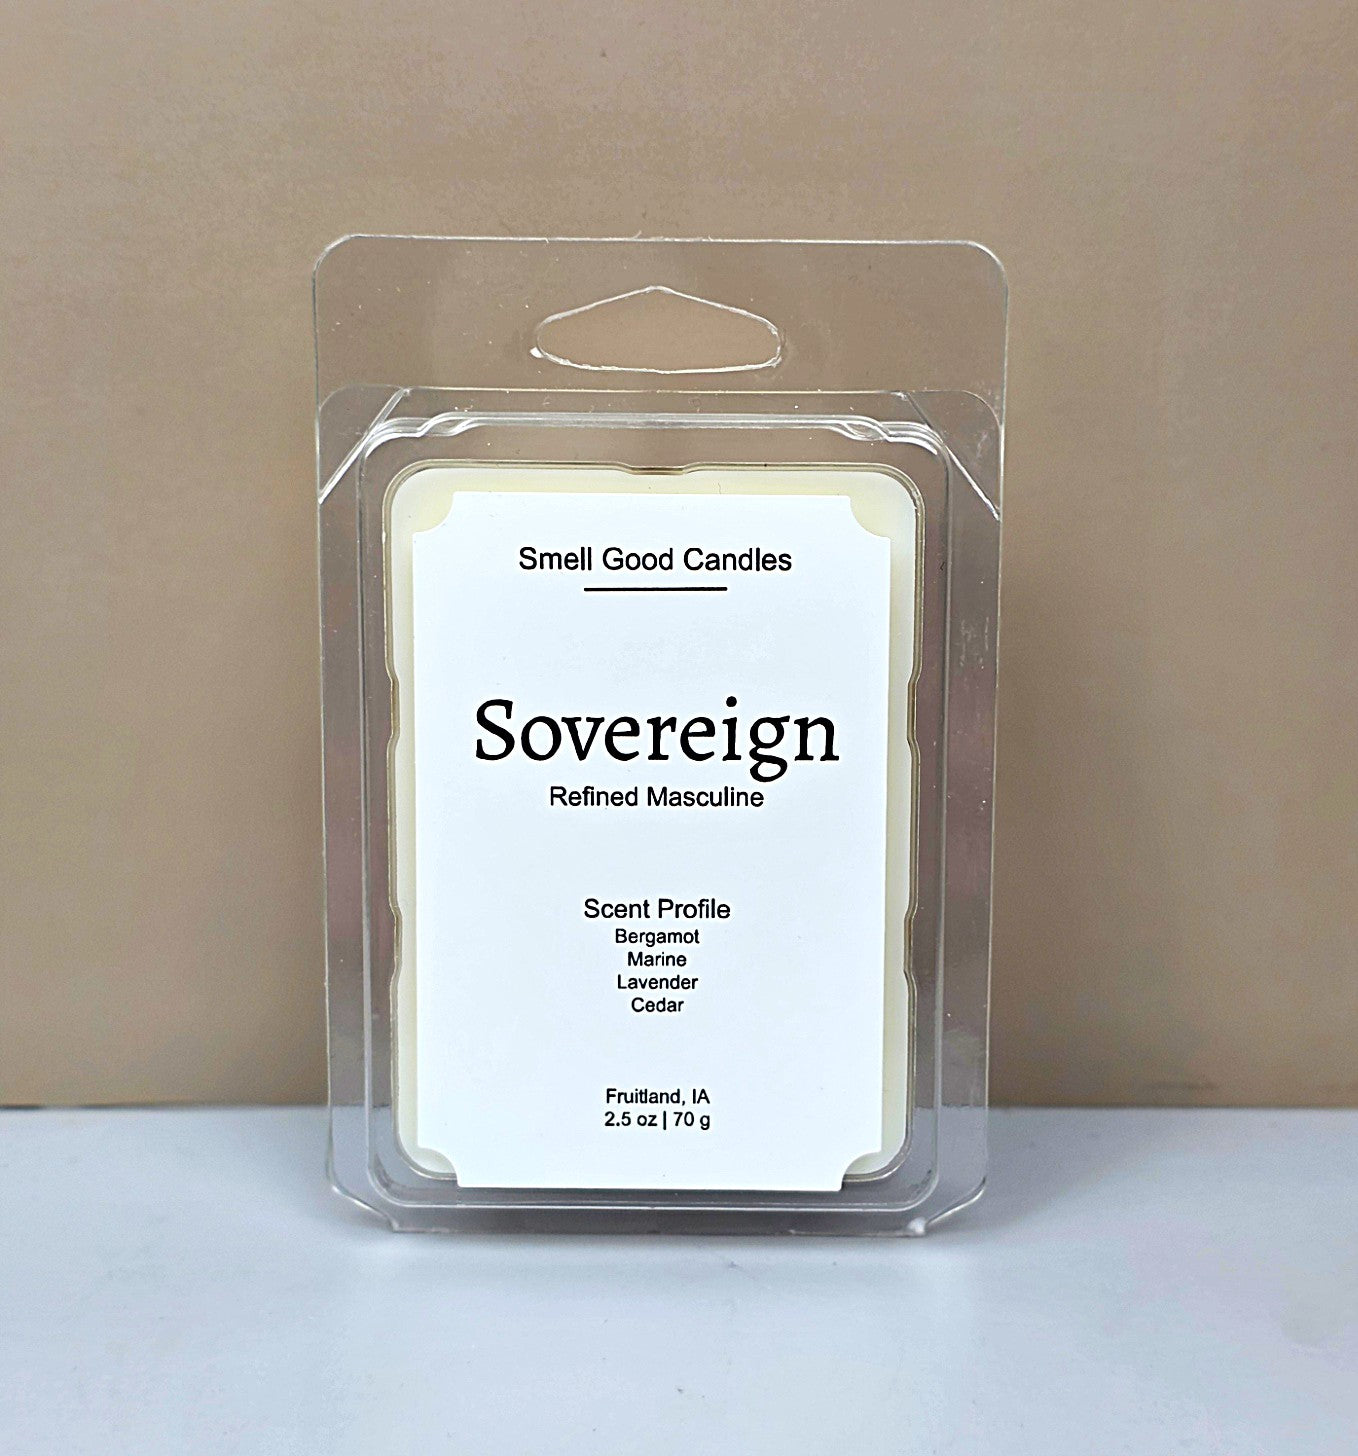 Smell Good Candles
Sovereign
Refined Masculine
Scent Profile
Bergamot
Marine
Lavender
Cedar
Fruitland, IA
2.5 oz | 70 g